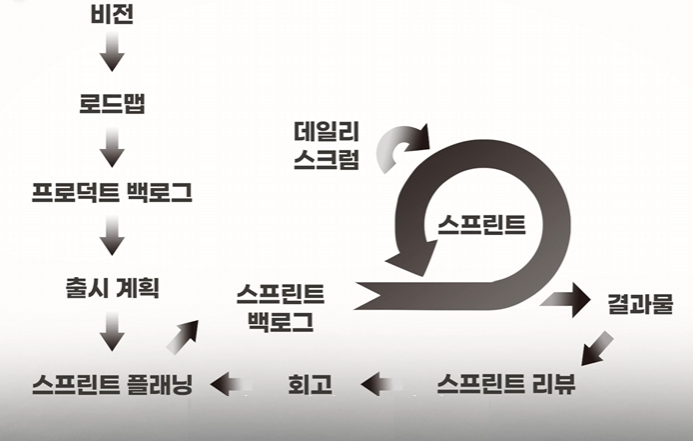 비전
로드맵
프로덕트 백로그
출시 계획
스프린트 플래닝
스프린트
백로그
데일리
스크럼
스프린트
결과물
스프린트 리뷰
회고